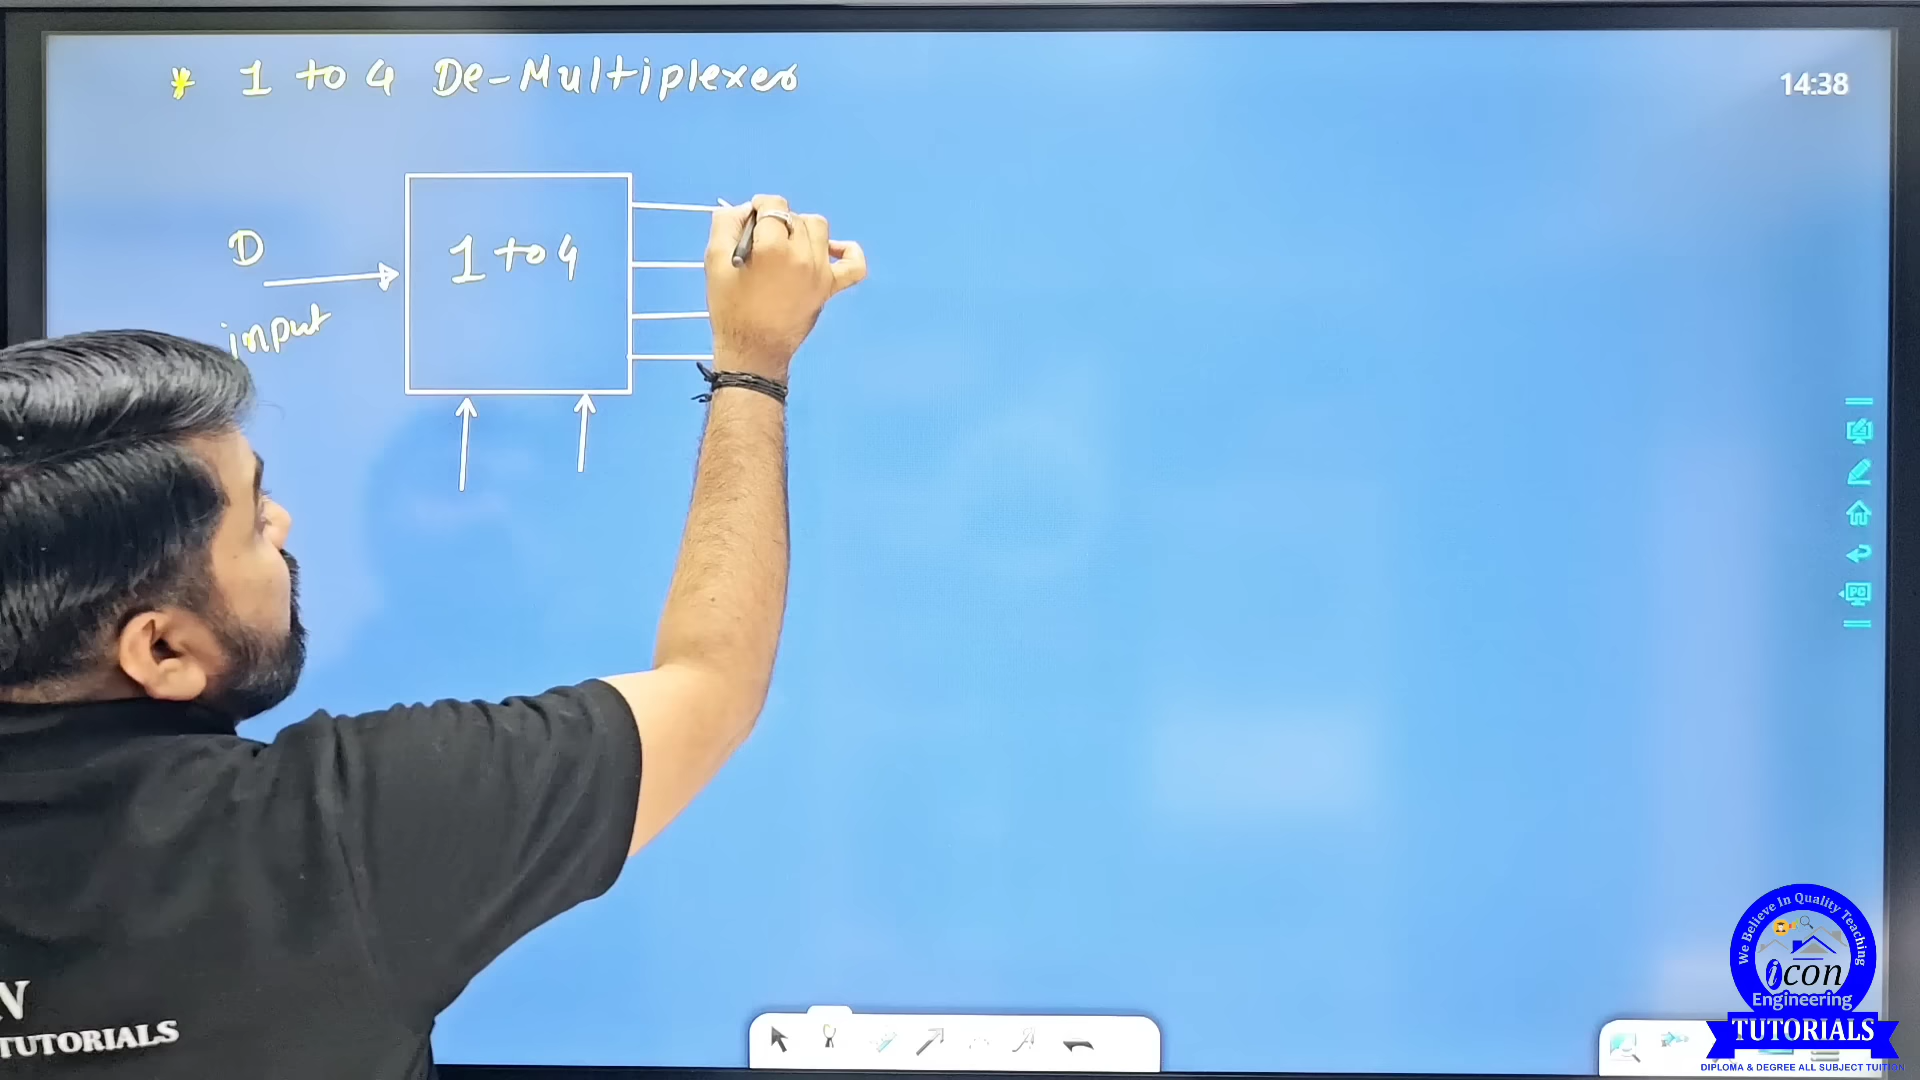 * 1 to 4 De-Multiplexer
14:38
D
1 to 4
input
PC
N
TUTORIALS
We Believe In Quality Teaching
icon
Engineering
TUTORIALS
DIPLOMA & DEGREE ALL SUBJECT TUITION